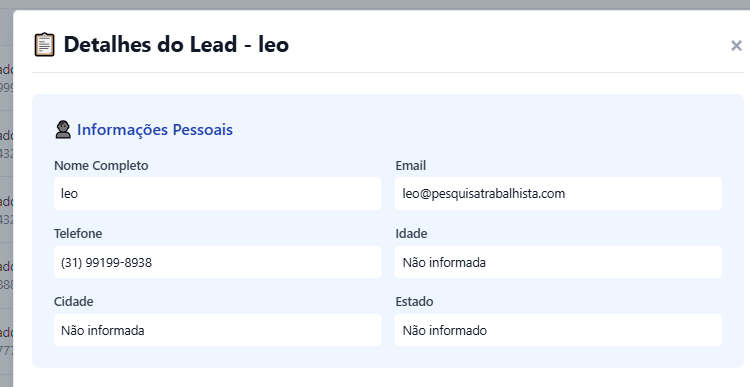 Detalhes do Lead - leo
×
Informações Pessoais
Nome Completo
Email
leo
leo@pesquisatrabalhista.com
Telefone
Idade
(31) 99199-8938
Não informada
Cidade
Estado
Não informada
Não informado